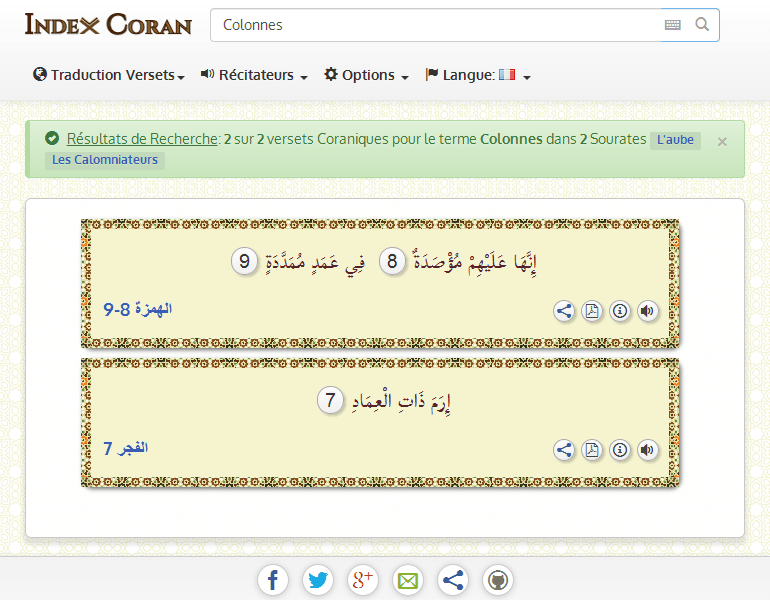 Index Coran
Colonnes
Traduction Versets Récitateurs Options Langue:
Résultats de Recherche: 2 sur 2 versets Coraniques pour le terme Colonnes dans 2 Sourates L'aube ×
Les Calomniateurs
إِنَّهَا عَلَيْهِمْ مُؤْصَدَةٌ 8 فِي عَمَدٍ مُمَدَّدَةٍ 9
الهمزة 8-9
إِرَمَ ذَاتِ الْعِمَادِ 7
الفجر 7
f 8+